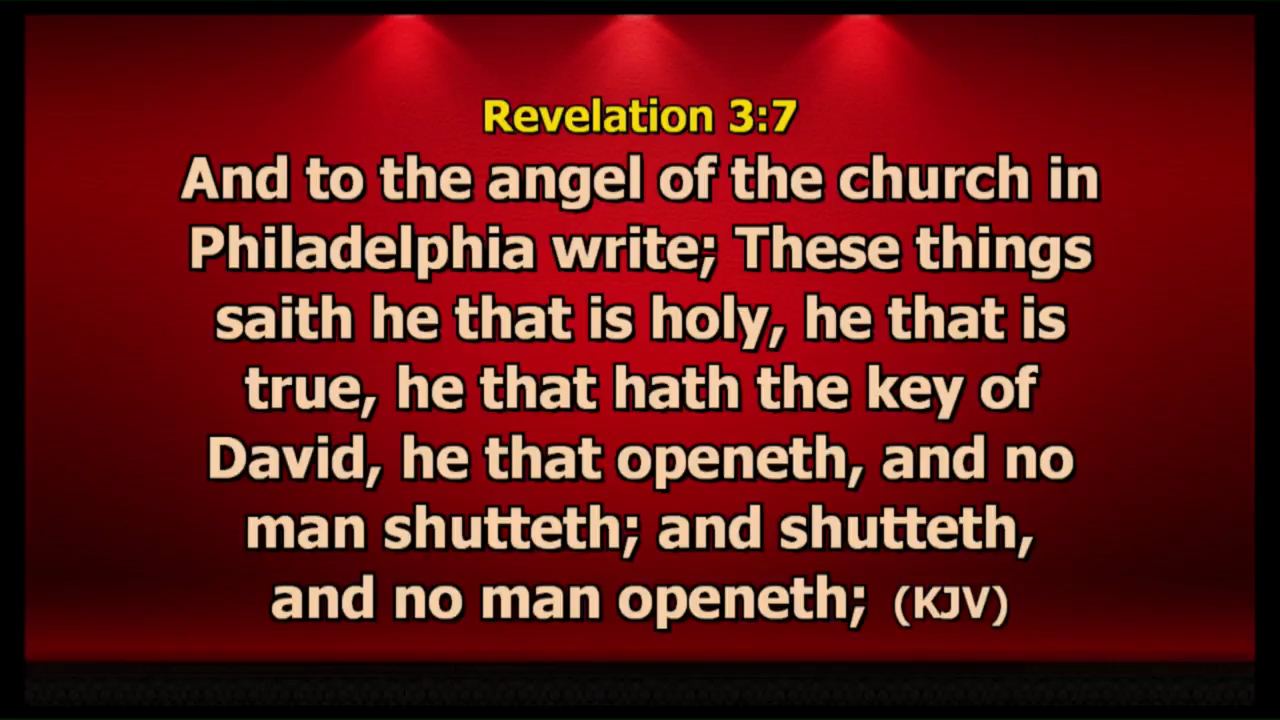 Revelation 3:7
And to the angel of the church in
Philadelphia write; These things
saith he that is holy, he that is
true, he that hath the key of
David, he that openeth, and no
man shutteth; and shutteth,
and no man openeth; (KJV)